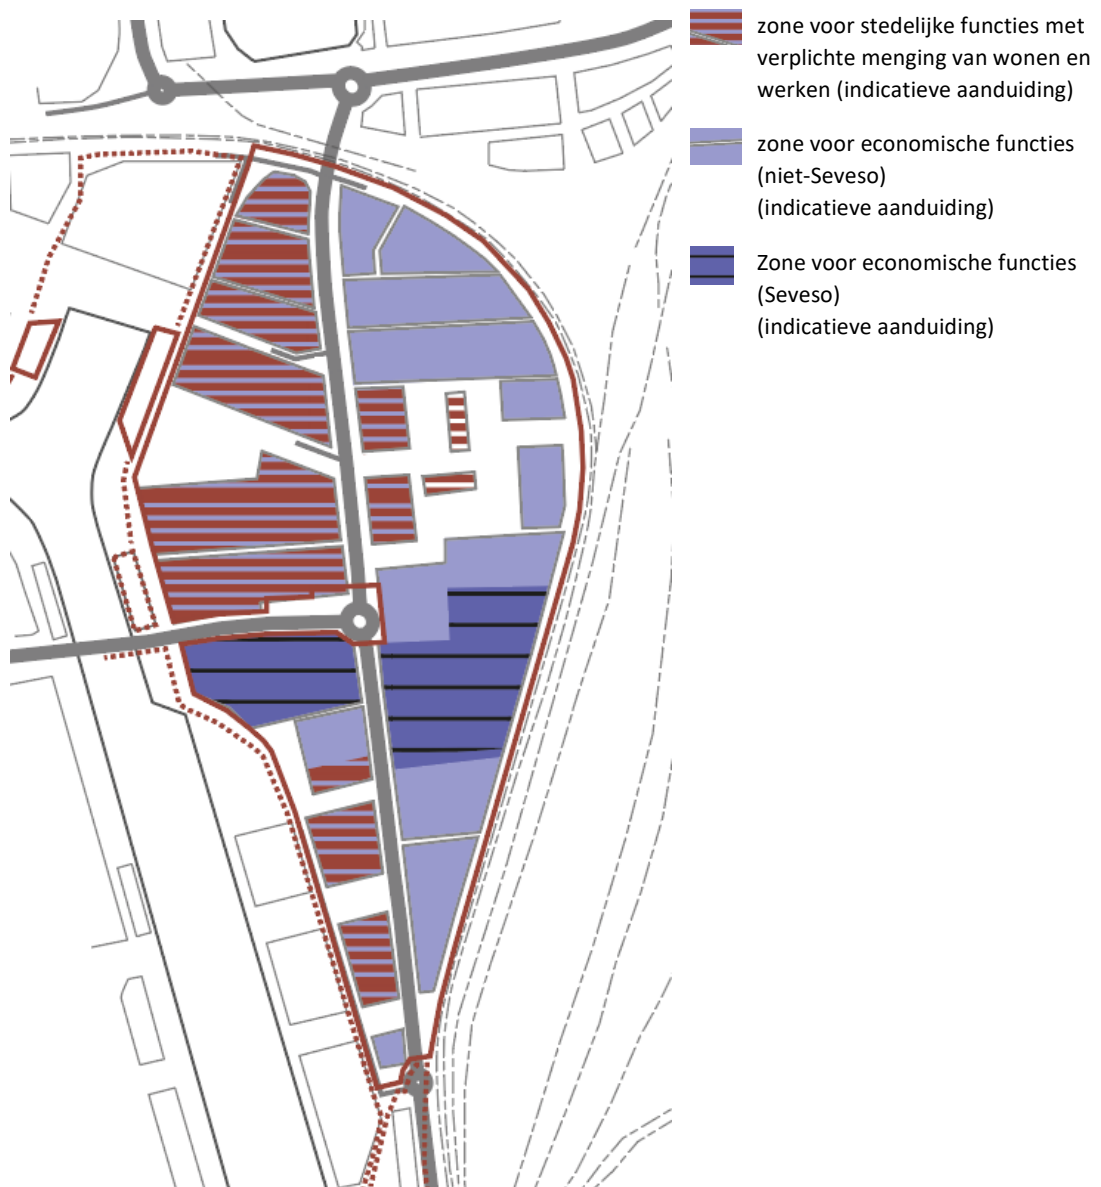 zone voor stedelijke functies met
verplichte menging van wonen en
werken (indicatieve aanduiding)
zone voor economische functies
(niet-Seveso)
(indicatieve aanduiding)
Zone voor economische functies
(Seveso)
(indicatieve aanduiding)